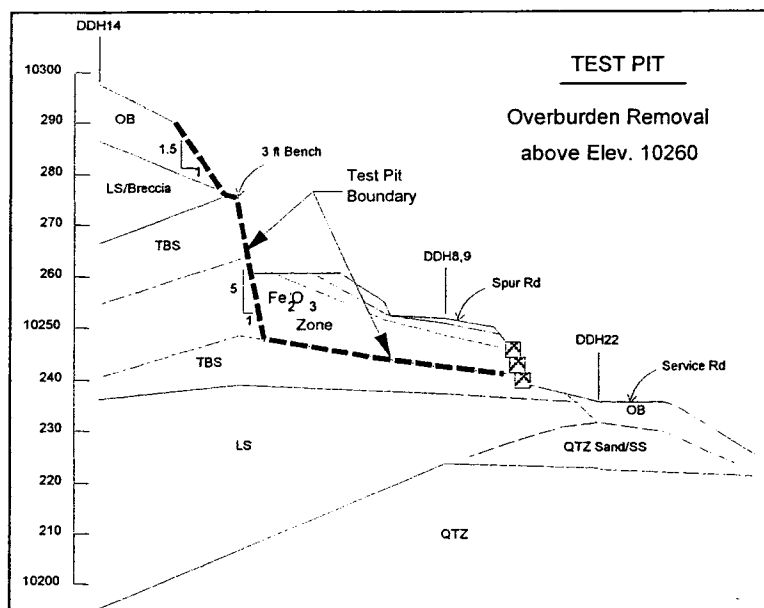 DDH14
TEST PIT
Overburden Removal
above Elev. 10260
10300
290
280
270
260
10250
240
230
220
210
10200
OB
1.5
1
3 ft Bench
LS/Breccia
Test Pit
Boundary
TBS
DDH8,9
Spur Rd
5
1
Fe2O3
Zone
DDH22
Service Rd
TBS
OB
LS
QTZ Sand/SS
QTZ